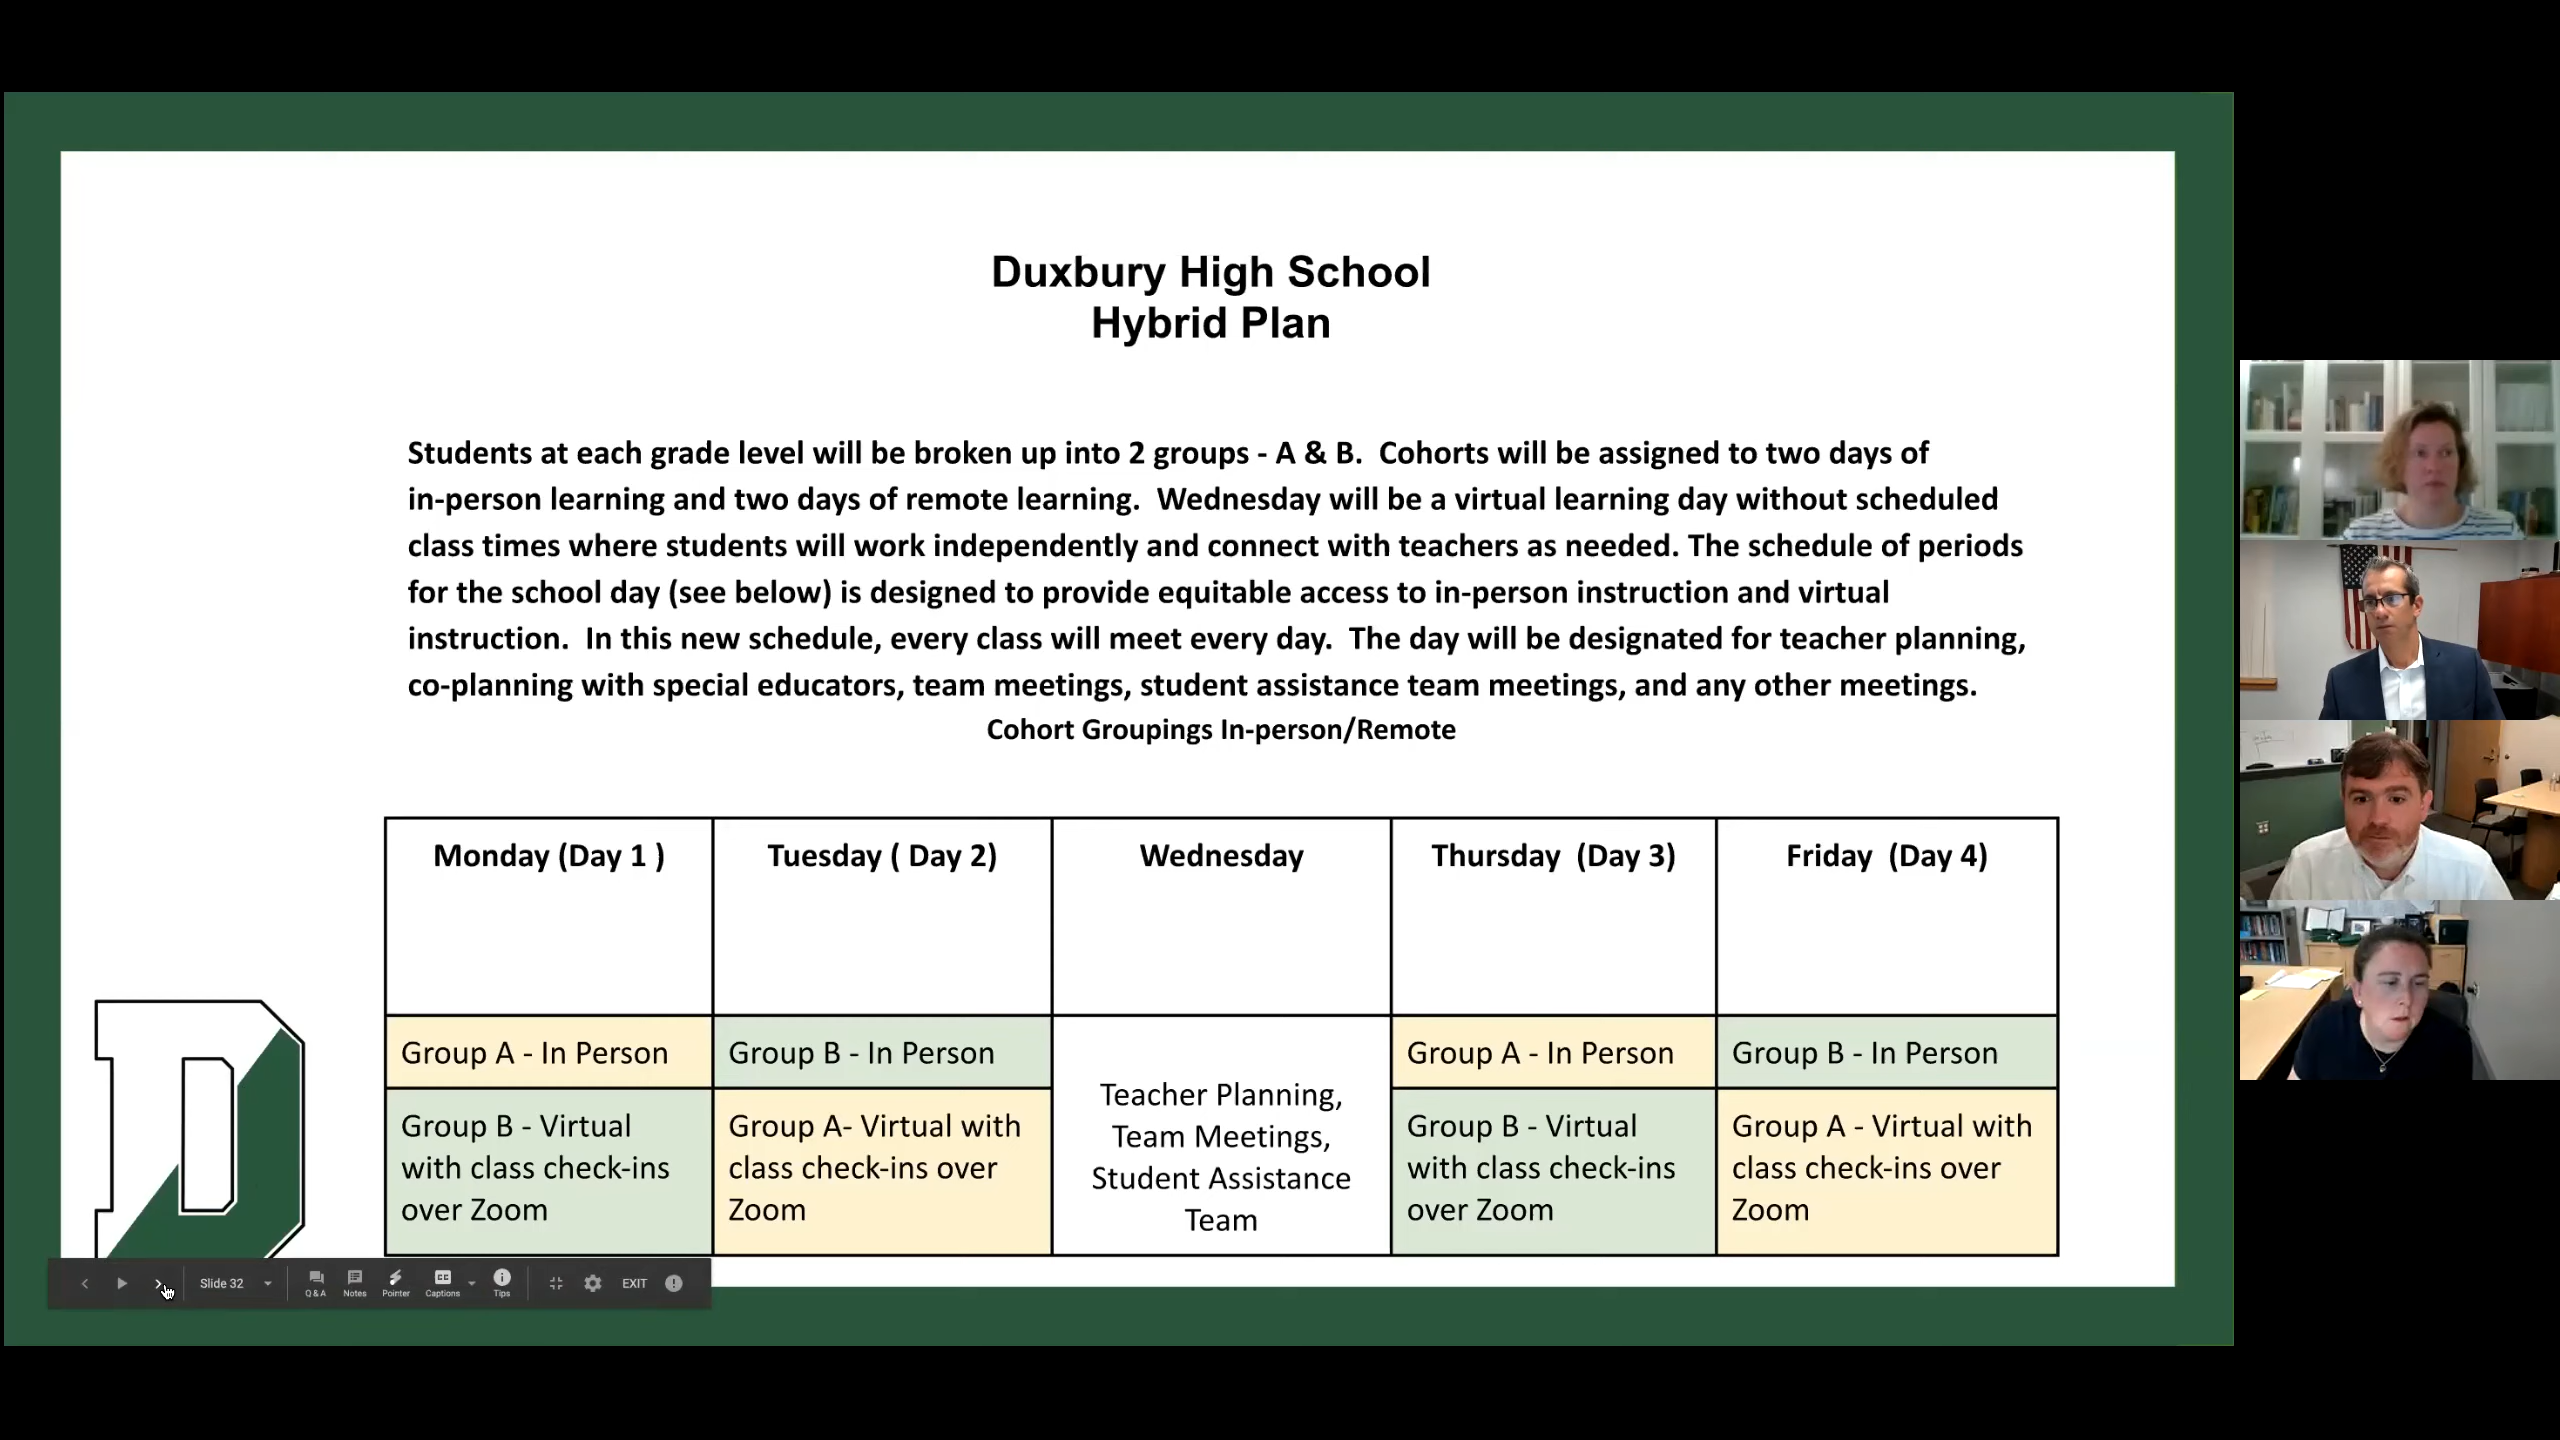 Duxbury High School
Hybrid Plan
Students at each grade level will be broken up into 2 groups - A & B.  Cohorts will be assigned to two days of
in-person learning and two days of remote learning.  Wednesday will be a virtual learning day without scheduled
class times where students will work independently and connect with teachers as needed. The schedule of periods
for the school day (see below) is designed to provide equitable access to in-person instruction and virtual
instruction.  In this new schedule, every class will meet every day.  The day will be designated for teacher planning,
co-planning with special educators, team meetings, student assistance team meetings, and any other meetings.
Cohort Groupings In-person/Remote
Monday (Day 1 )
Tuesday ( Day 2)
Wednesday
Thursday  (Day 3)
Friday  (Day 4)
Group A - In Person
Group B - In Person
Group A - In Person
Group B - In Person
Group B - Virtual
with class check-ins
over Zoom
Group A- Virtual with
class check-ins over
Zoom
Teacher Planning,
Team Meetings,
Student Assistance
Team
Group B - Virtual
with class check-ins
over Zoom
Group A - Virtual with
class check-ins over
Zoom
D
Slide 32
Q & A
Notes
Pointer
CC
Captions
Tips
EXIT